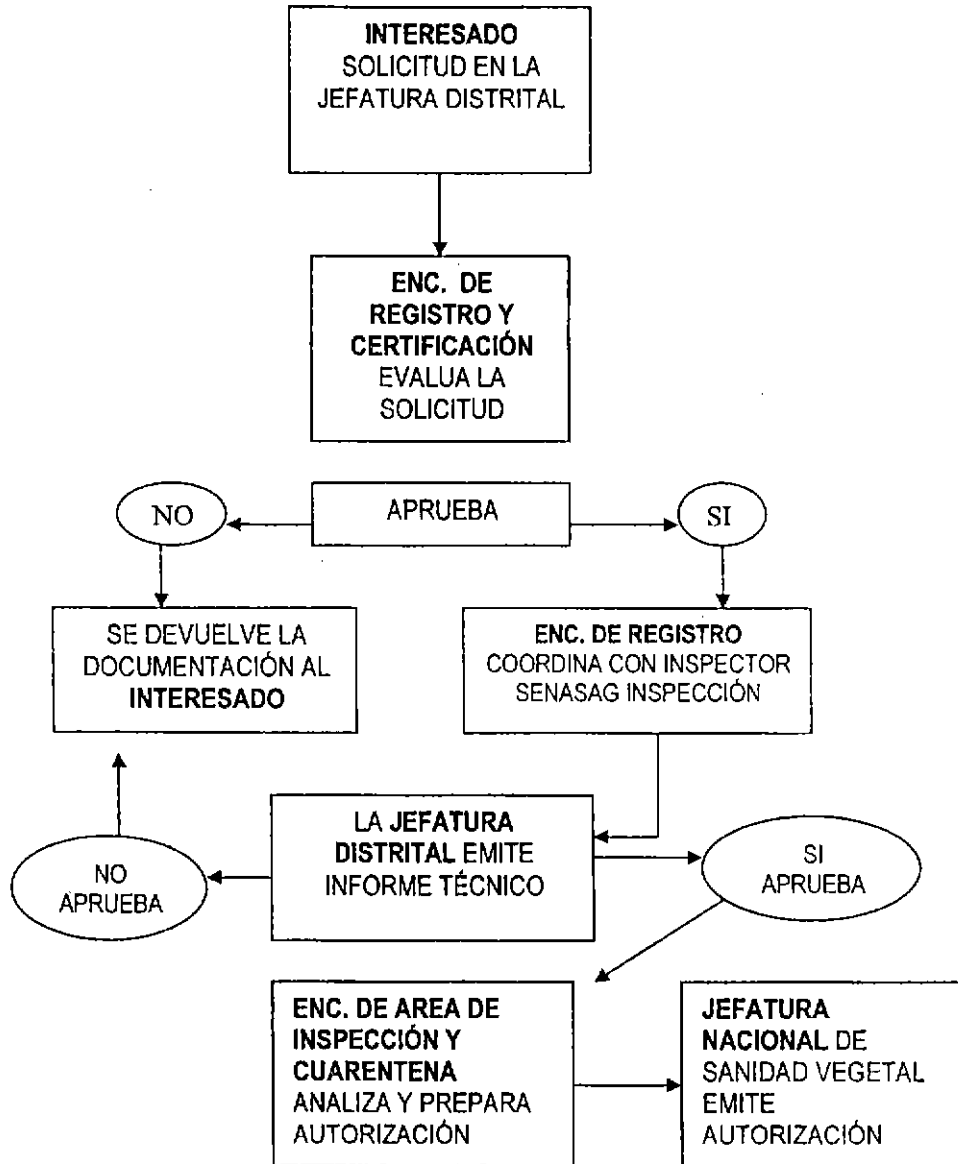 INTERESADO
SOLICITUD EN LA
JEFATURA DISTRITAL
ENC. DE
REGISTRO Y
CERTIFICACIÓN
EVALUA LA
SOLICITUD
NO
APRUEBA
SI
SE DEVUELVE LA
DOCUMENTACIÓN AL
INTERESADO
ENC. DE REGISTRO
COORDINA CON INSPECTOR
SENASAG INSPECCIÓN
LA JEFATURA
DISTRITAL EMITE
INFORME TÉCNICO
NO
APRUEBA
SI
APRUEBA
ENC. DE AREA DE
INSPECCIÓN Y
CUARENTENA
ANALIZA Y PREPARA
AUTORIZACIÓN
JEFATURA
NACIONAL DE
SANIDAD VEGETAL
EMITE
AUTORIZACIÓN